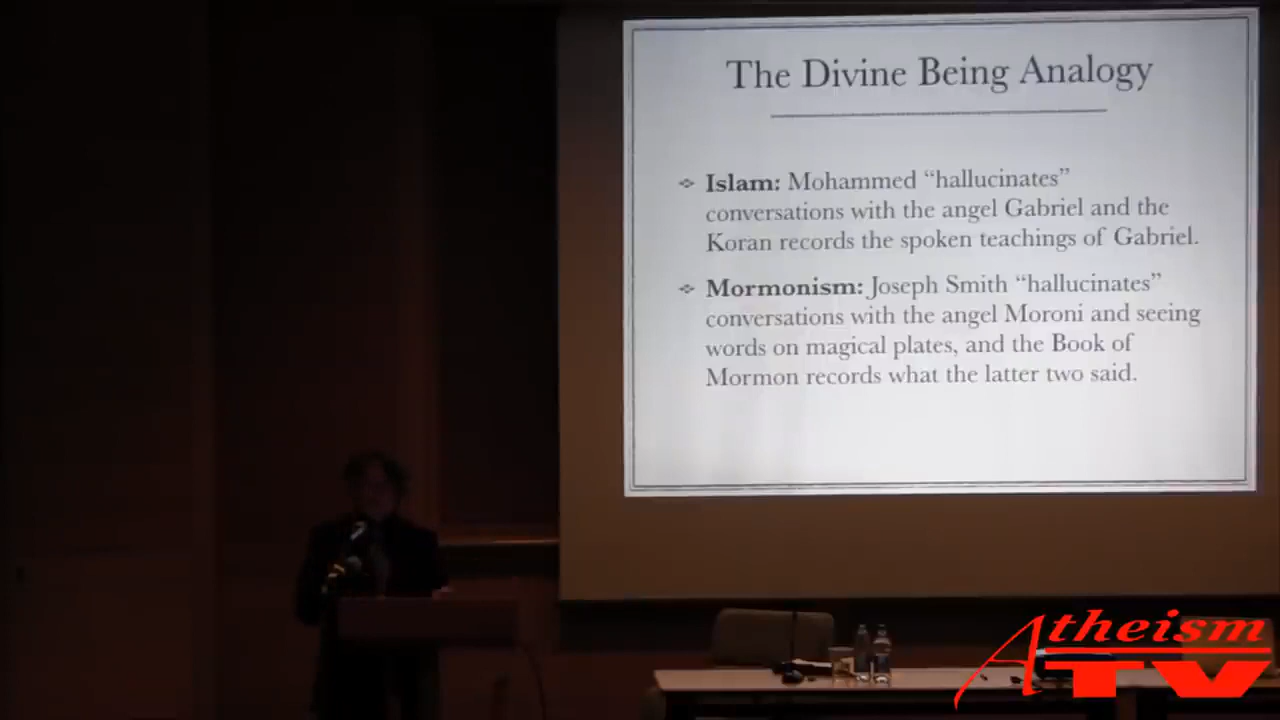 The Divine Being Analogy
Islam: Mohammed “hallucinates”
conversations with the angel Gabriel and the
Koran records the spoken teachings of Gabriel.
Mormonism: Joseph Smith “hallucinates”
conversations with the angel Moroni and seeing
words on magical plates, and the Book of
Mormon records what the latter two said.
Atheism
TV